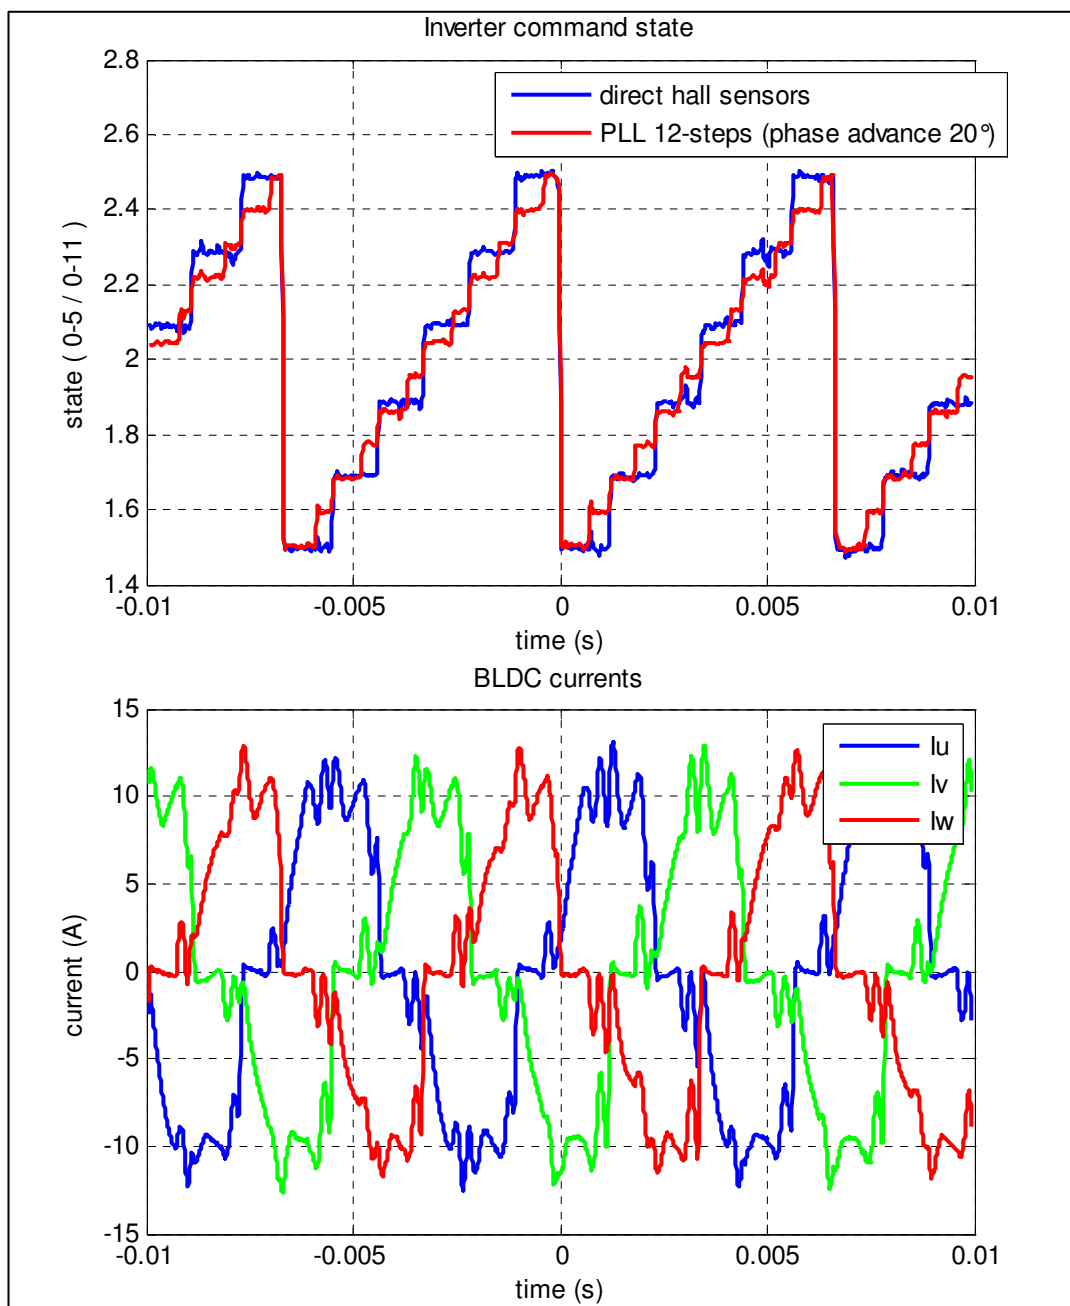 Inverter command state
2.8
2.6
2.4
2.2
2
1.8
1.6
1.4
state ( 0-5 / 0-11 )
direct hall sensors
PLL 12-steps (phase advance 20°)
-0.01
-0.005
0
0.005
0.01
time (s)
BLDC currents
15
10
5
0
-5
-10
-15
current (A)
Iu
Iv
Iw
-0.01
-0.005
0
0.005
0.01
time (s)